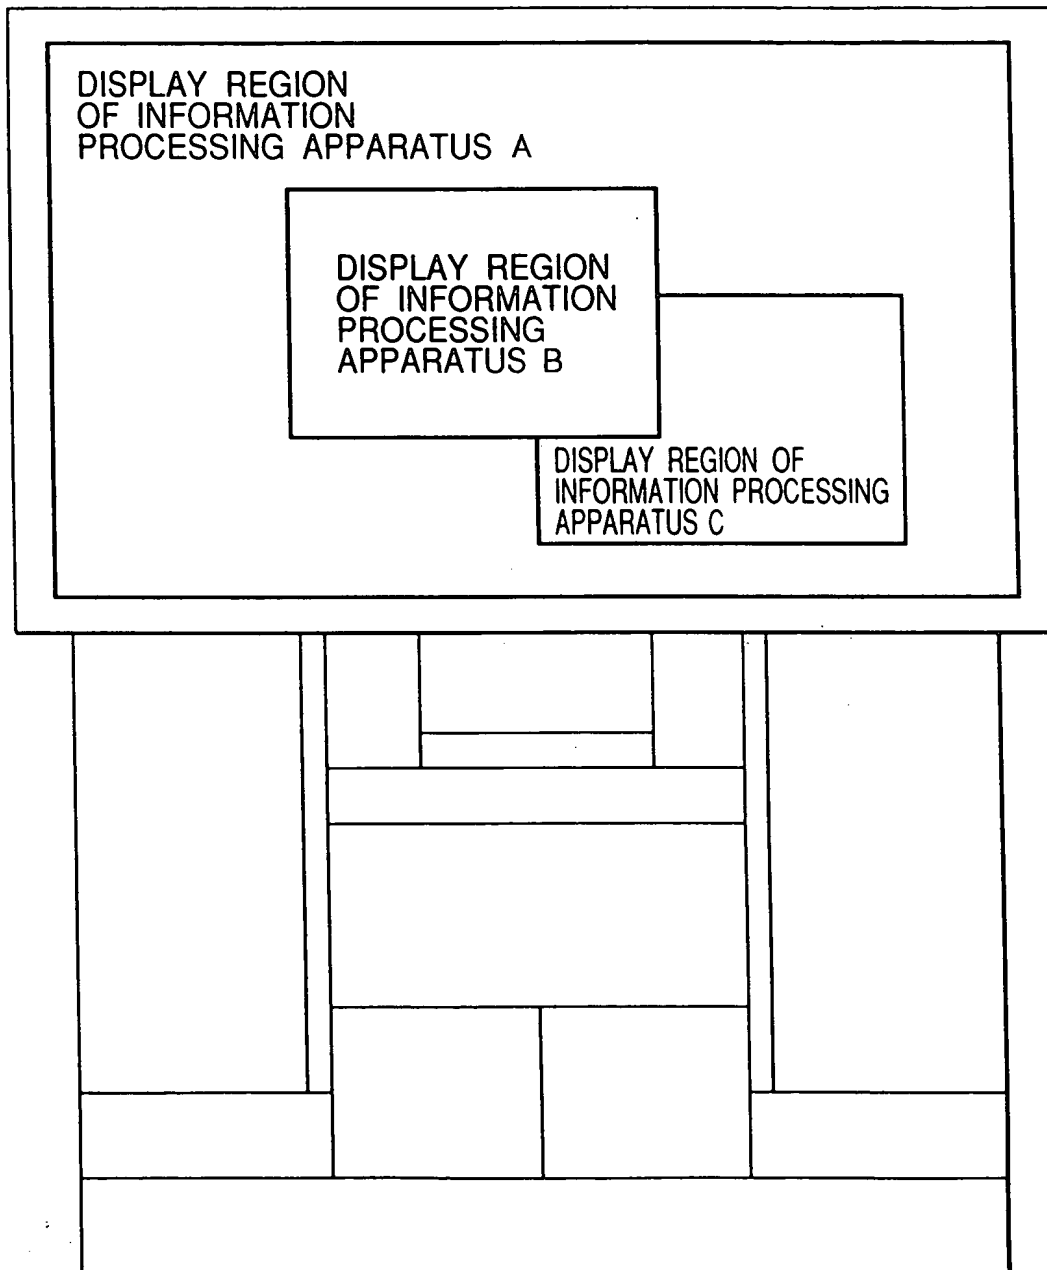 DISPLAY REGION
OF INFORMATION
PROCESSING APPARATUS A
DISPLAY REGION
OF INFORMATION
PROCESSING
APPARATUS B
DISPLAY REGION OF
INFORMATION PROCESSING
APPARATUS C